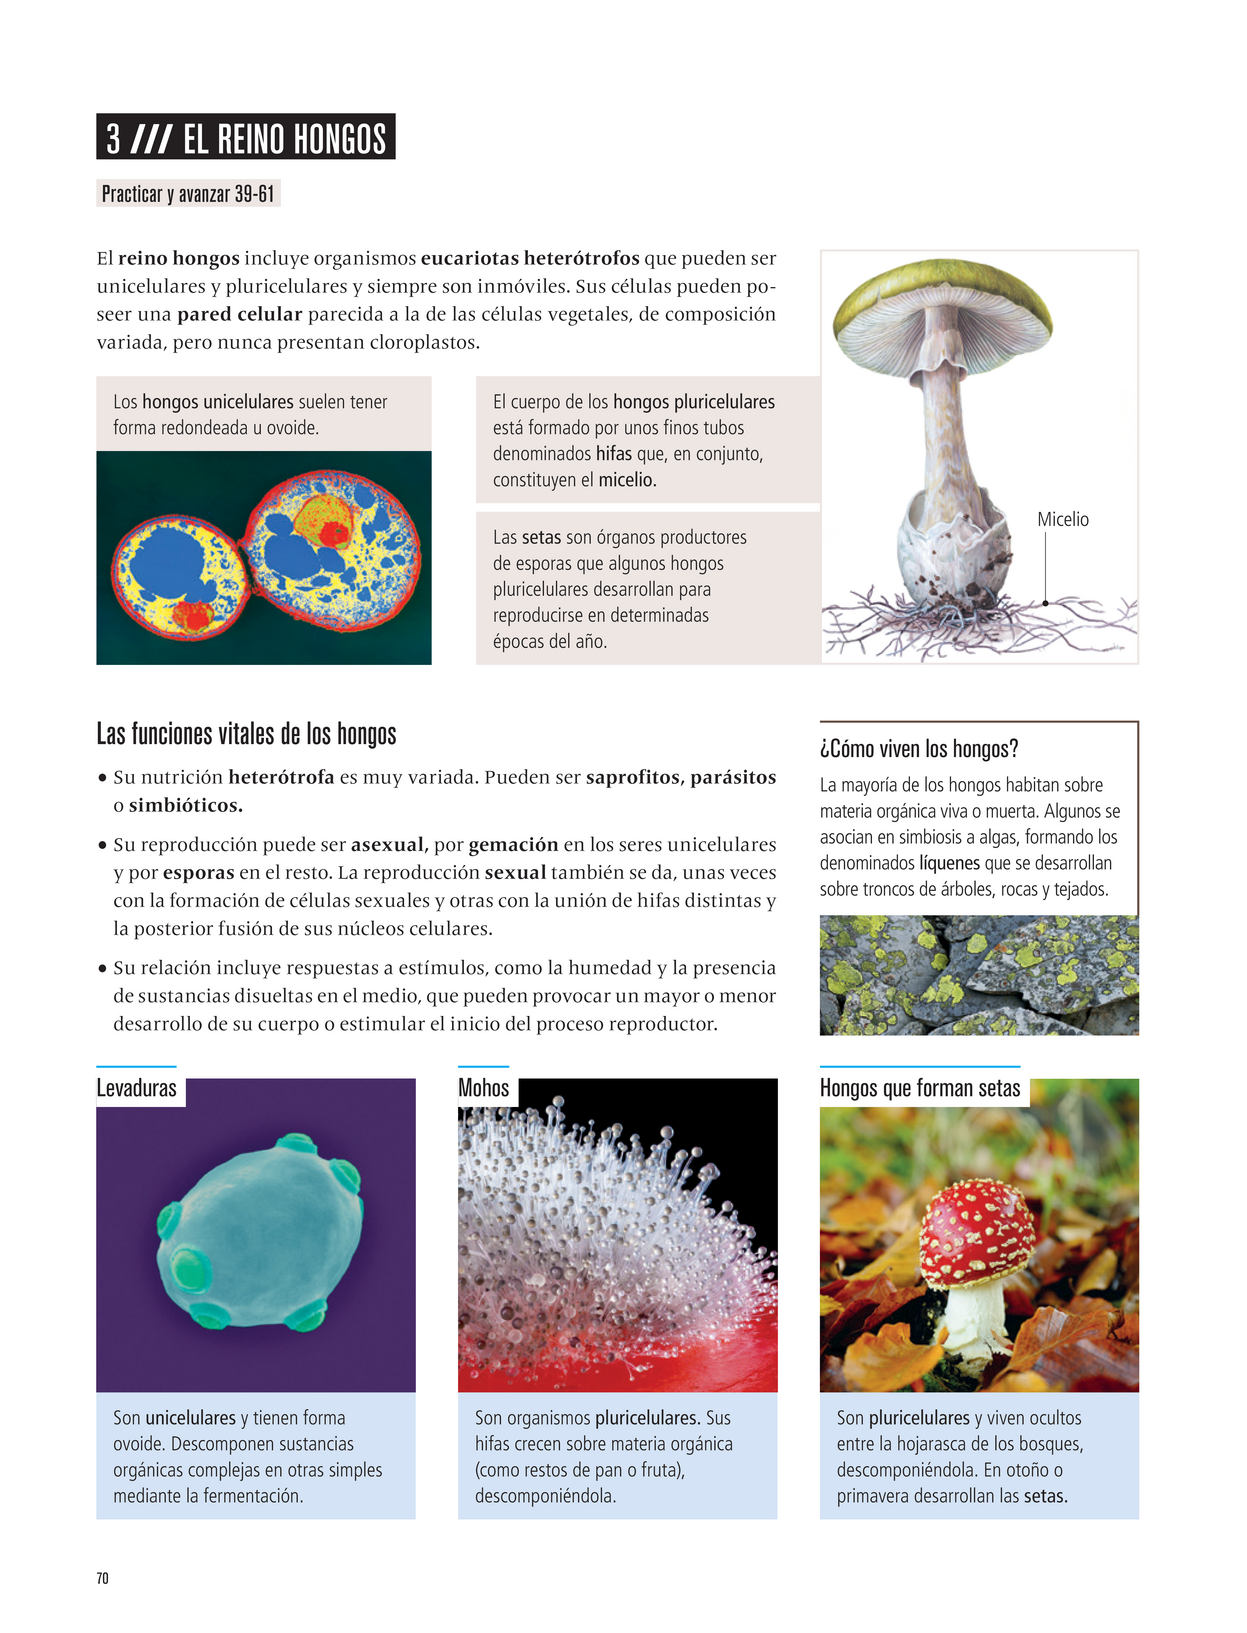 3 /// EL REINO HONGOS
Practicar y avanzar 39-61
El reino hongos incluye organismos eucariotas heterótrofos que pueden ser
unicelulares y pluricelulares y siempre son inmóviles. Sus células pueden po-
seer una pared celular parecida a la de las células vegetales, de composición
variada, pero nunca presentan cloroplastos.
Los hongos unicelulares suelen tener
forma redondeada u ovoide.
El cuerpo de los hongos pluricelulares
está formado por unos finos tubos
denominados hifas que, en conjunto,
constituyen el micelio.
Las setas son órganos productores
de esporas que algunos hongos
pluricelulares desarrollan para
reproducirse en determinadas
épocas del año.
Micelio
Las funciones vitales de los hongos
• Su nutrición heterótrofa es muy variada. Pueden ser saprofitos, parásitos
o simbióticos.
• Su reproducción puede ser asexual, por gemación en los seres unicelulares
y por esporas en el resto. La reproducción sexual también se da, unas veces
con la formación de células sexuales y otras con la unión de hifas distintas y
la posterior fusión de sus núcleos celulares.
• Su relación incluye respuestas a estímulos, como la humedad y la presencia
de sustancias disueltas en el medio, que pueden provocar un mayor o menor
desarrollo de su cuerpo o estimular el inicio del proceso reproductor.
¿Cómo viven los hongos?
La mayoría de los hongos habitan sobre
materia orgánica viva o muerta. Algunos se
asocian en simbiosis a algas, formando los
denominados líquenes que se desarrollan
sobre troncos de árboles, rocas y tejados.
Levaduras
Son unicelulares y tienen forma
ovoide. Descomponen sustancias
orgánicas complejas en otras simples
mediante la fermentación.
Mohos
Son organismos pluricelulares. Sus
hifas crecen sobre materia orgánica
(como restos de pan o fruta),
descomponiéndola.
Hongos que forman setas
Son pluricelulares y viven ocultos
entre la hojarasca de los bosques,
descomponiéndola. En otoño o
primavera desarrollan las setas.
70